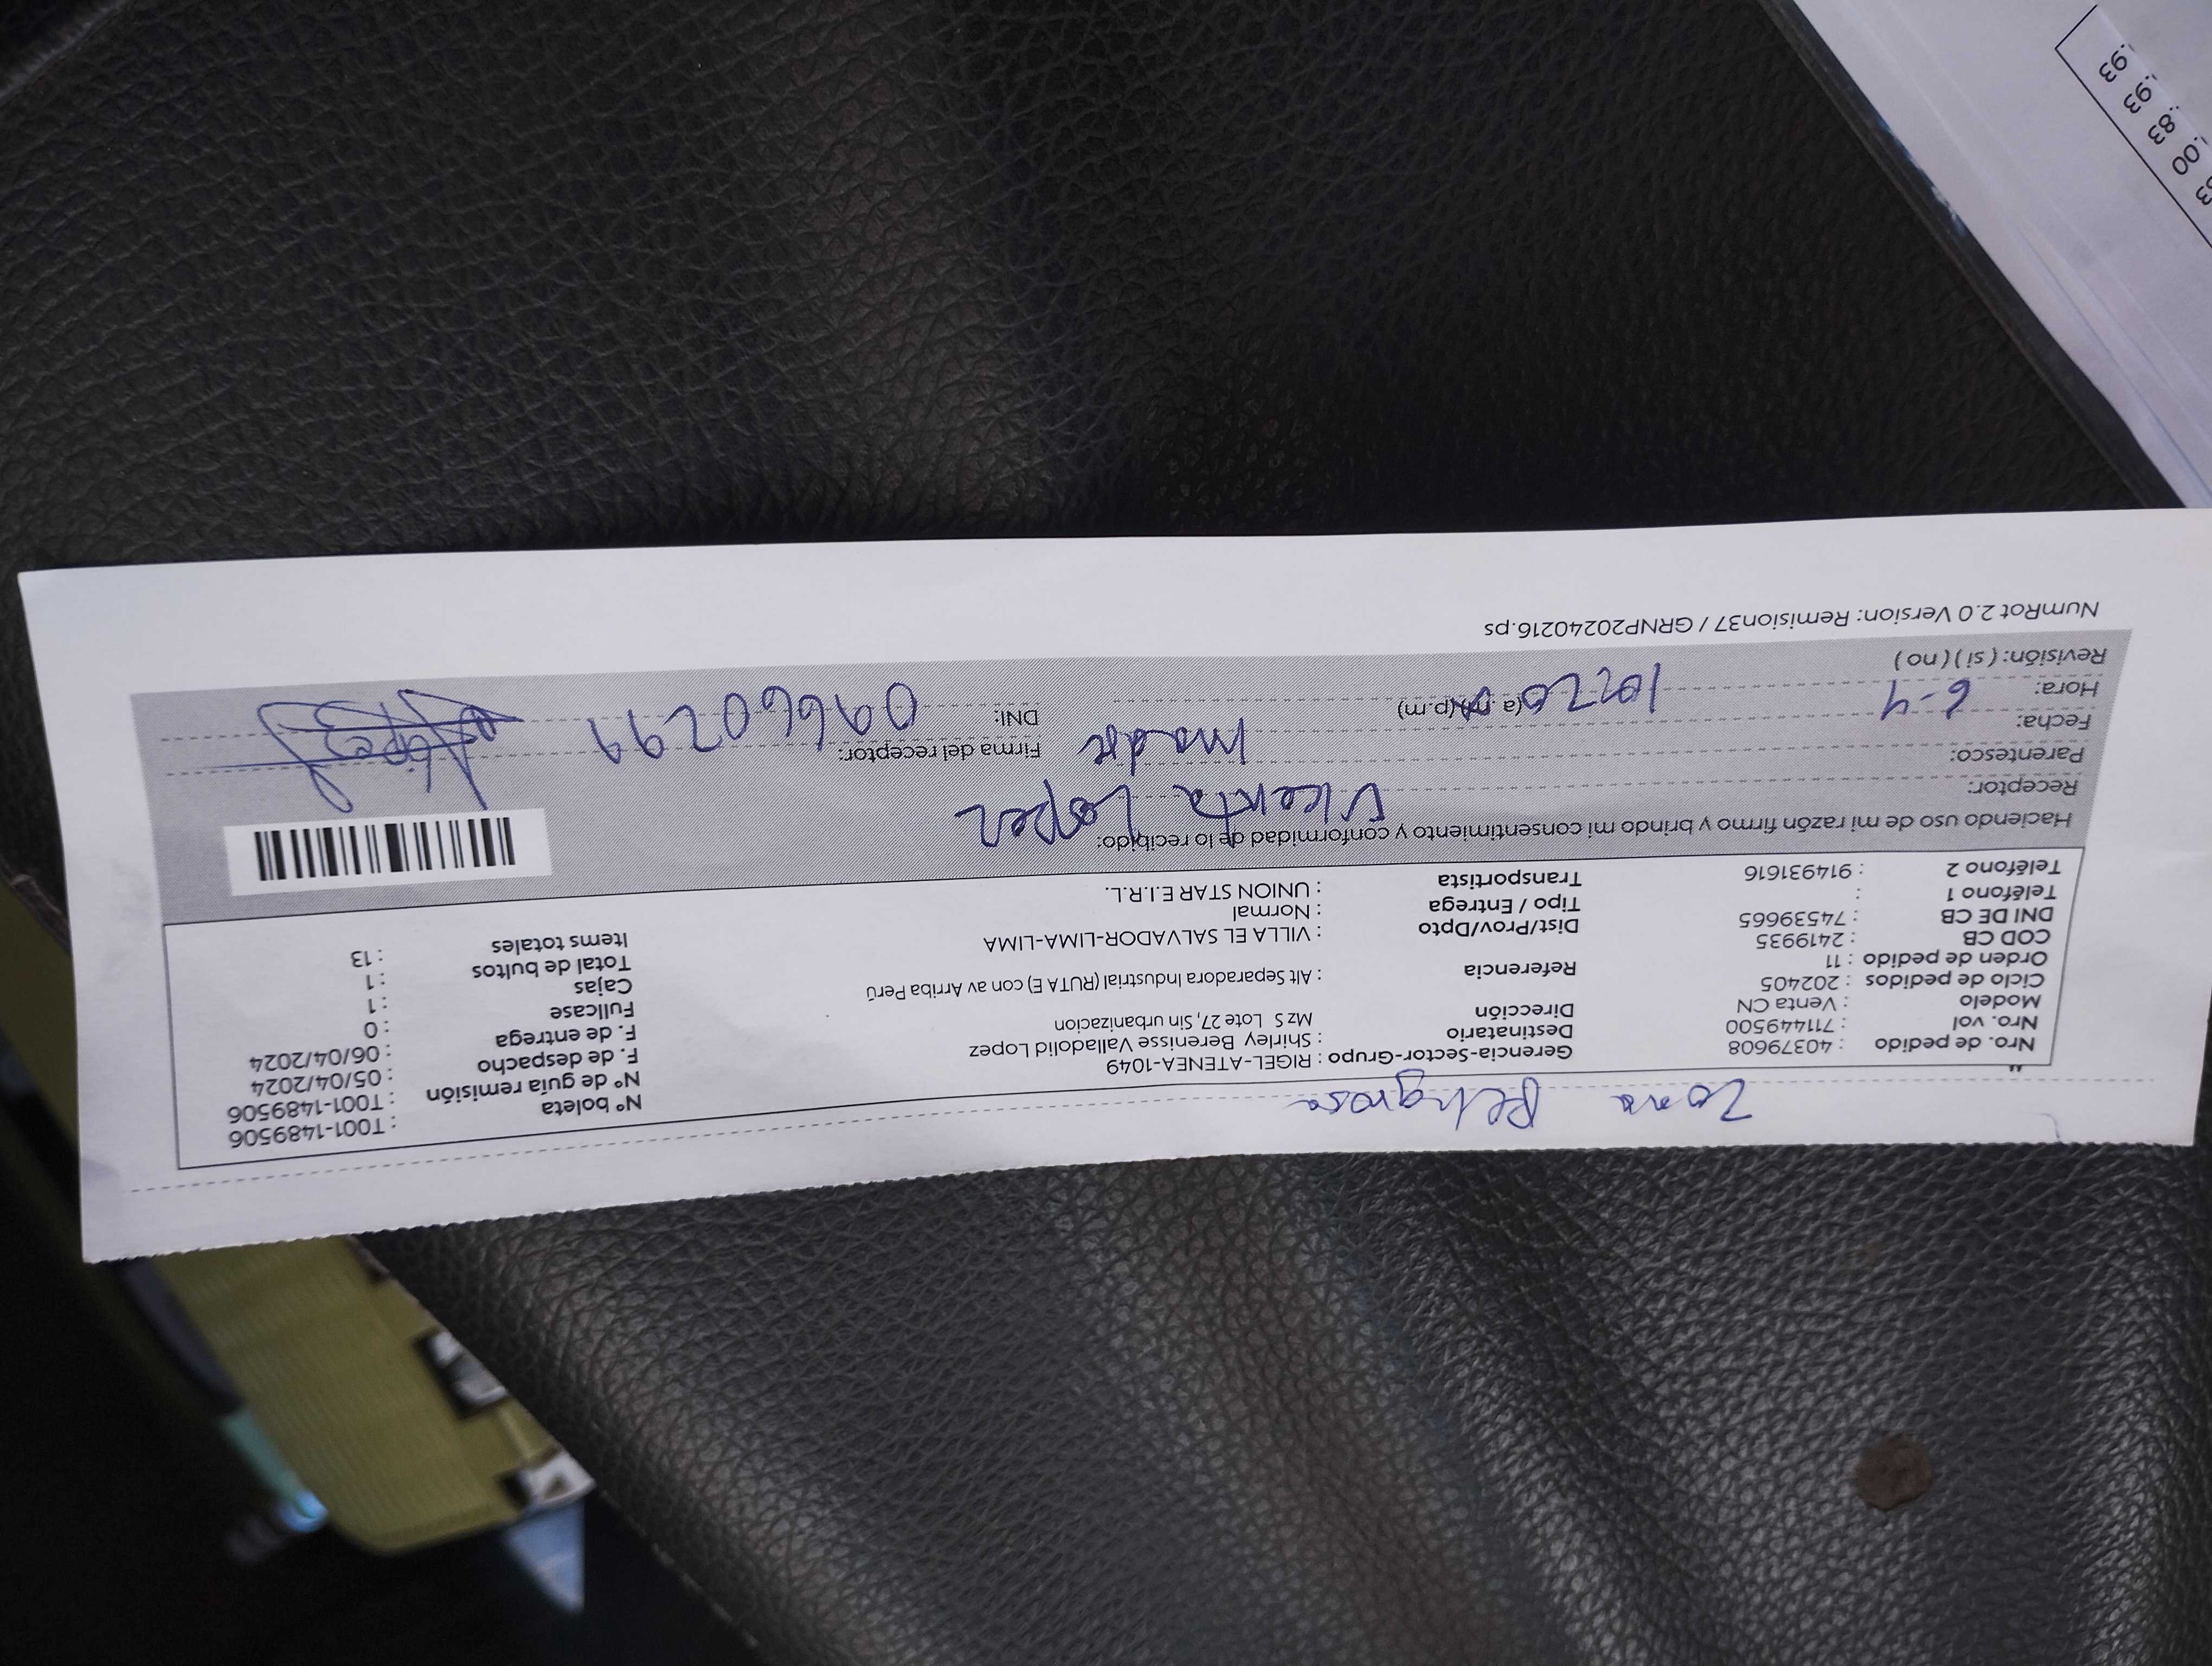 Zona Peligrosa
Nro. de pedido : 40379608
Nro. vol : 711449500
Modelo : Venta CN
Ciclo de pedidos : 202405
Orden de pedido : 11
COD CB : 2419935
DNI DE CB : 74539665
Teléfono 1 :
Teléfono 2 : 914931616
Gerencia-Sector-Grupo : RIGEL-ATENEA-1049
Destinatario : Shirley Berenisse Valladolid Lopez
Dirección Mz S Lote 27, Sin urbanizacion
Referencia : Alt Separadora Industrial (RUTA E) con av Arriba Perú
Dist/Prov/Dpto : VILLA EL SALVADOR-LIMA-LIMA
Tipo / Entrega : Normal
Transportista : UNION STAR E.I.R.L.
Nº boleta : T001-1489506
Nº de guía remisión : T001-1489506
F. de despacho : 05/04/2024
F. de entrega : 06/04/2024
Fullcase : 0
Cajas : 1
Total de bultos : 1
Items totales : 13
Haciendo uso de mi razón firmo y brindo mi consentimiento y conformidad de lo recibido:
Receptor: Vicenta Lopez
Parentesco: Madre
Fecha: 6-4
Hora: 10:20 (a.m)(p.m)
Revisión: ( si ) ( no )
Firma del receptor:
DNI: 09660299
NumRot 2.0 Version: Remision37 / GRNP20240216.ps
.93
.93
.83
.00